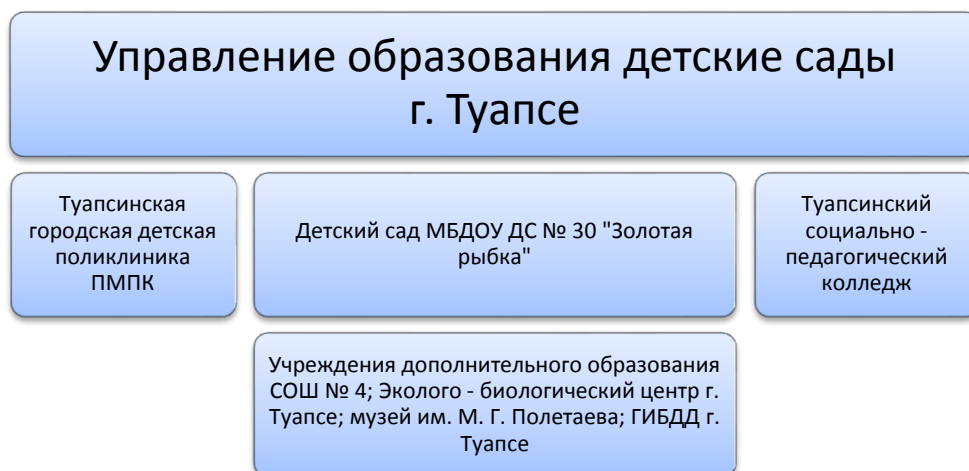 Управление образования детские сады
г. Туапсе
Туапсинская
городская детская
поликлиника
ПМПК
Детский сад МБДОУ ДС № 30 "Золотая
рыбка"
Туапсинский
социально -
педагогический
колледж
Учреждения дополнительного образования
СОШ № 4; Эколого - биологический центр г.
Туапсе; музей им. М. Г. Полетаева; ГИБДД г.
Туапсе